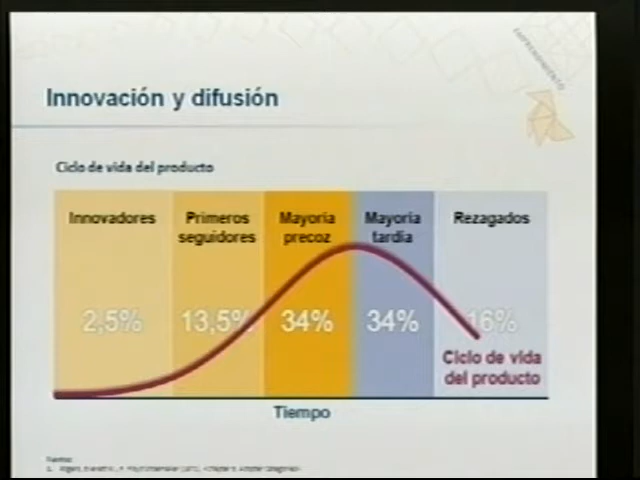 EMPRENDIMIENTO
Innovación y difusión
Ciclo de vida del producto
Innovadores
Primeros
seguidores
Mayoría
precoz
Mayoría
tardía
Rezagados
2,5%
13,5%
34%
34%
16%
Ciclo de vida
del producto
Tiempo